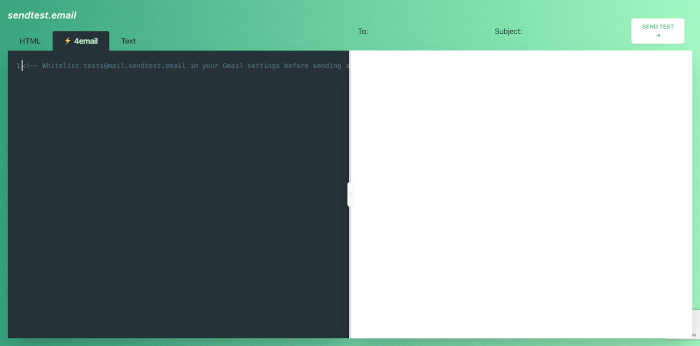 sendtest.email
To:
Subject:
SEND TEST
→
HTML
⚡ 4email
Text
1 <!-- Whitelist tests@mail.sendtest.email in your Gmail settings before sending a